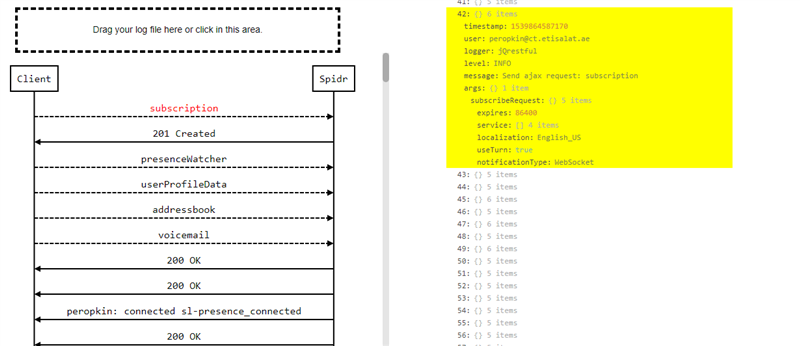 Drag your log file here or click in this area.
Client
Spidr
subscription
201 Created
presenceWatcher
userProfileData
addressbook
voicemail
200 OK
200 OK
peropkin: connected sl-presence_connected
200 OK
41: {} 5 items
42: {} 6 items
timestamp: 1539864587170
user: peropkin@ct.etisalat.ae
logger: jQrestful
level: INFO
message: Send ajax request: subscription
args: {} 1 item
subscribeRequest: {} 5 items
expires: 86400
service: [] 4 items
localization: English_US
useTurn: true
notificationType: WebSocket
43: {} 5 items
44: {} 5 items
45: {} 6 items
46: {} 5 items
47: {} 6 items
48: {} 5 items
49: {} 6 items
50: {} 5 items
51: {} 5 items
52: {} 5 items
53: {} 5 items
54: {} 5 items
55: {} 5 items
56: {} 5 items